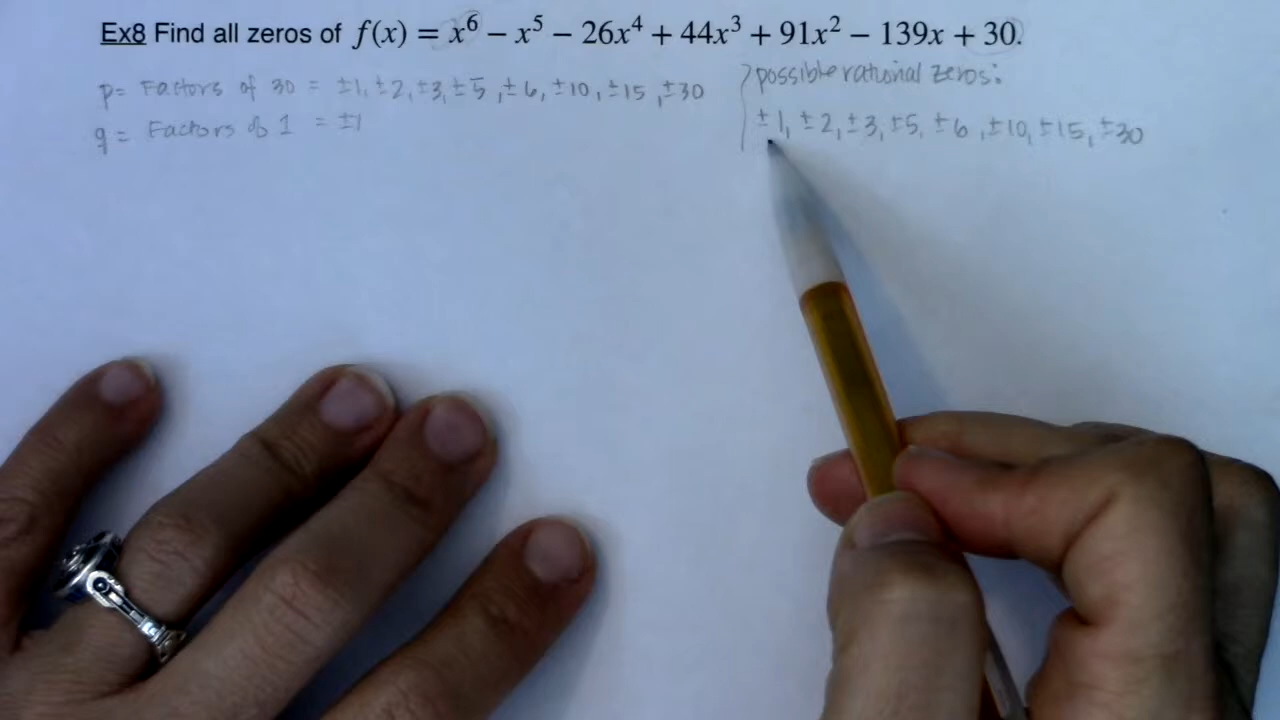 Ex8 Find all zeros of f(x) = x⁶ − x⁵ − 26x⁴ + 44x³ + 91x² − 139x + 30.
p= Factors of 30 = ±1, ±2, ±3, ±5, ±6, ±10, ±15, ±30
q= Factors of 1 = ±1
possible rational zeros:
±1, ±2, ±3, ±5, ±6, ±10, ±15, ±30